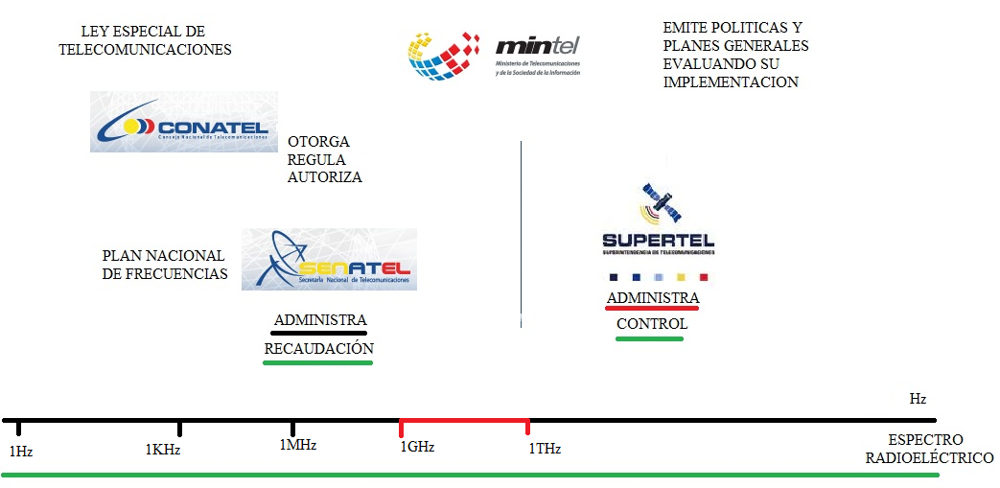 LEY ESPECIAL DE
TELECOMUNICACIONES
mintel
Ministerio de Telecomunicaciones
y de la Sociedad de la Información
EMITE POLITICAS Y
PLANES GENERALES
EVALUANDO SU
IMPLEMENTACION
CONATEL
Consejo Nacional de Telecomunicaciones
OTORGA
REGULA
AUTORIZA
PLAN NACIONAL
DE FRECUENCIAS
SENATEL
Secretaría Nacional de Telecomunicaciones
ADMINISTRA
RECAUDACIÓN
SUPERTEL
SUPERINTENDENCIA DE TELECOMUNICACIONES
ADMINISTRA
CONTROL
Hz
1Hz
1KHz
1MHz
1GHz
1THz
ESPECTRO
RADIOELÉCTRICO